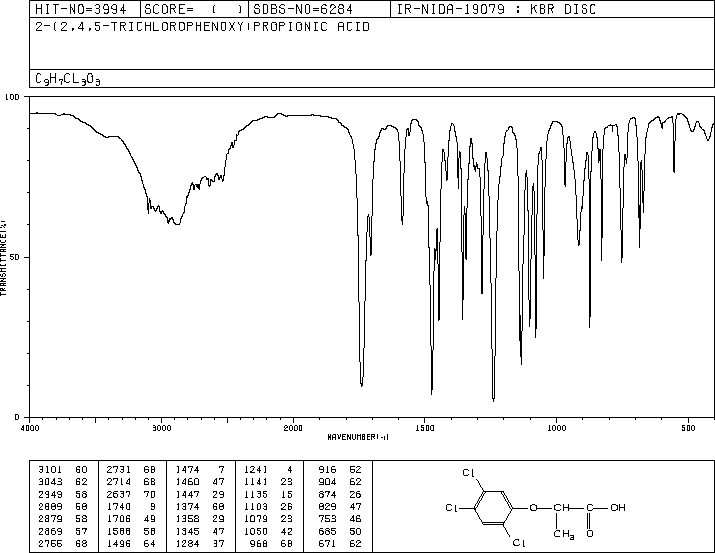 HIT-NO=3994 SCORE= ( ) SDBS-NO=6284 IR-NIDA-19079 : KBR DISC
2-(2,4,5-TRICHLOROPHENOXY)PROPIONIC ACID
C9H7CL3O3
100
50
0
TRANSMITTANCE(%)
4000 3000 2000 1500 1000 500
WAVENUMBER(-1)
3101 60 2731 68 1474 7 1241 4 916 52
3043 62 2714 68 1460 47 1141 23 904 62
2949 58 2637 70 1447 29 1135 15 874 26
2889 60 1740 9 1374 60 1103 26 829 47
2879 58 1706 49 1358 29 1079 23 753 46
2869 57 1588 58 1345 47 1050 42 685 50
2755 68 1496 64 1284 37 968 68 671 62
Cl
Cl
O
OH
Cl
CH3
O